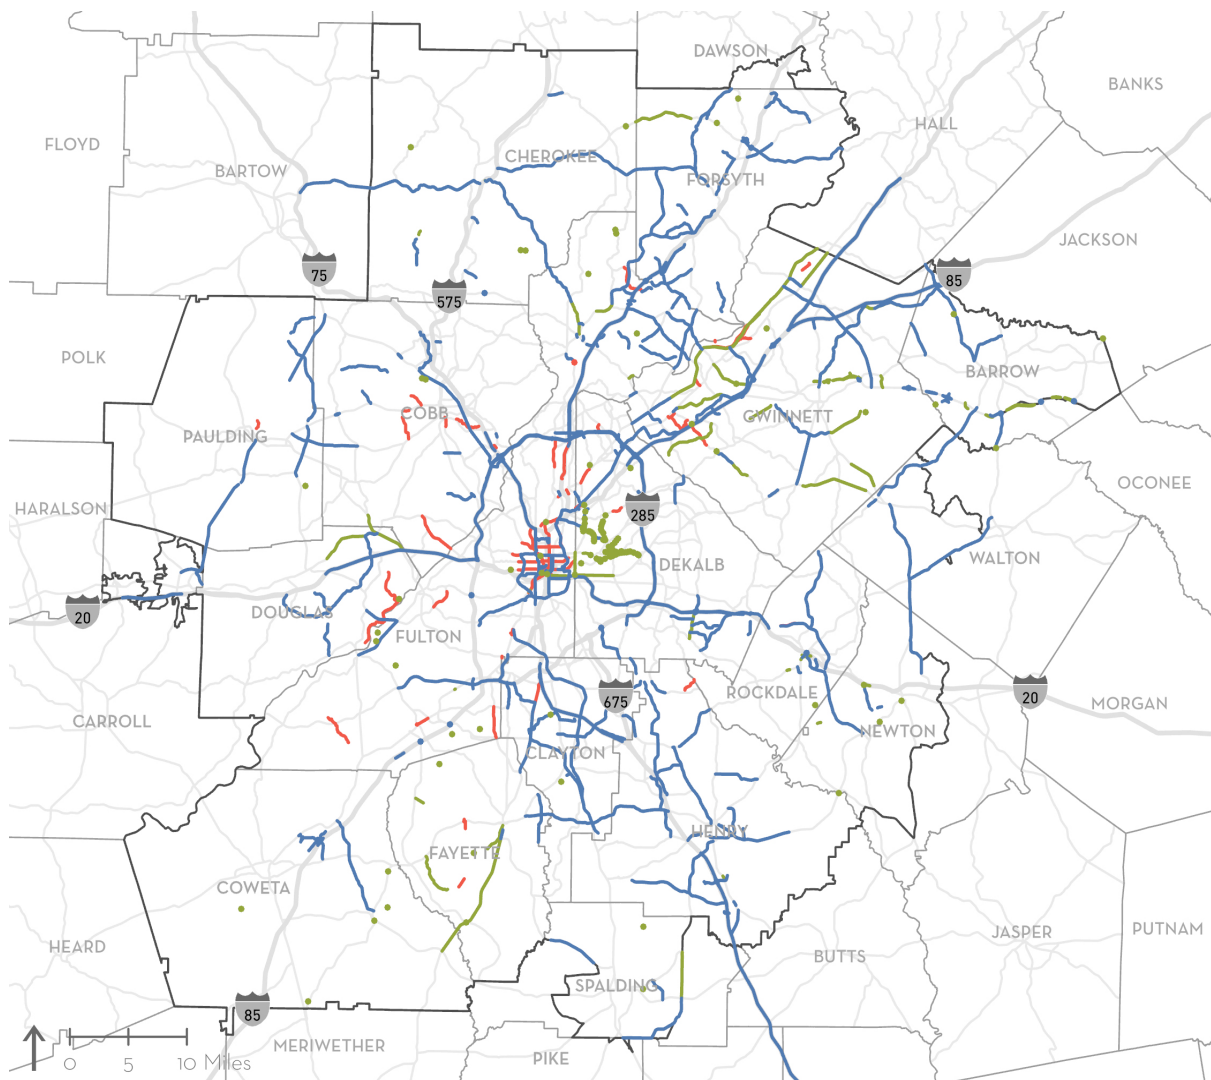 DAWSON
BANKS
HALL
FLOYD
CHEROKEE
BARTOW
FORSYTH
JACKSON
75
85
575
POLK
BARROW
COBB
GWINNETT
PAULDING
OCONEE
HARALSON
285
WALTON
DEKALB
20
DOUGLAS
FULTON
ROCKDALE
675
20
MORGAN
CARROLL
NEWTON
CLAYTON
HENRY
FAYETTE
COWETA
PUTNAM
JASPER
HEARD
BUTTS
SPALDING
85
MERIWETHER
PIKE
0 5 10 Miles